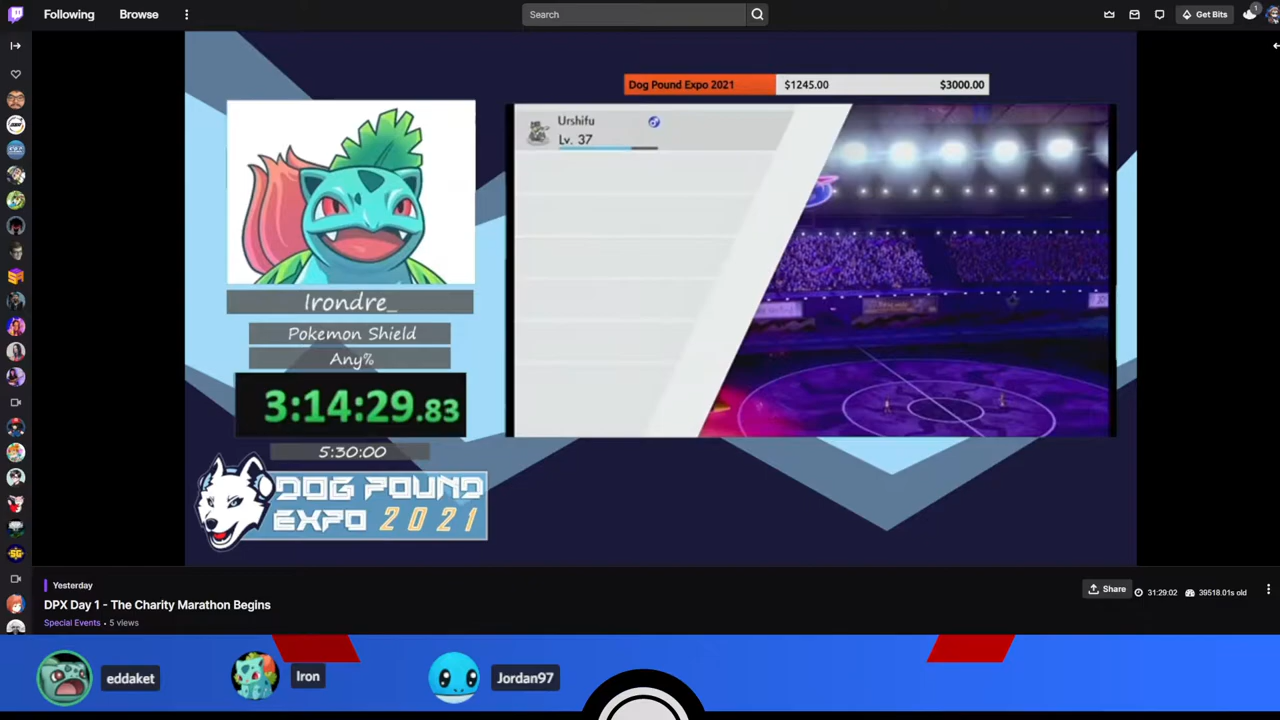 Following
Browse
Search
Get Bits
1
Dog Pound Expo 2021
$1245.00
$3000.00
Urshifu
Lv. 37
Irondre_
Pokemon Shield
Any%
3:14:29.83
5:30:00
DOG POUND
EXPO 2021
Yesterday
DPX Day 1 - The Charity Marathon Begins
Special Events • 5 views
Share
31:29:02
39518.01s old
eddaket
Iron
Jordan97